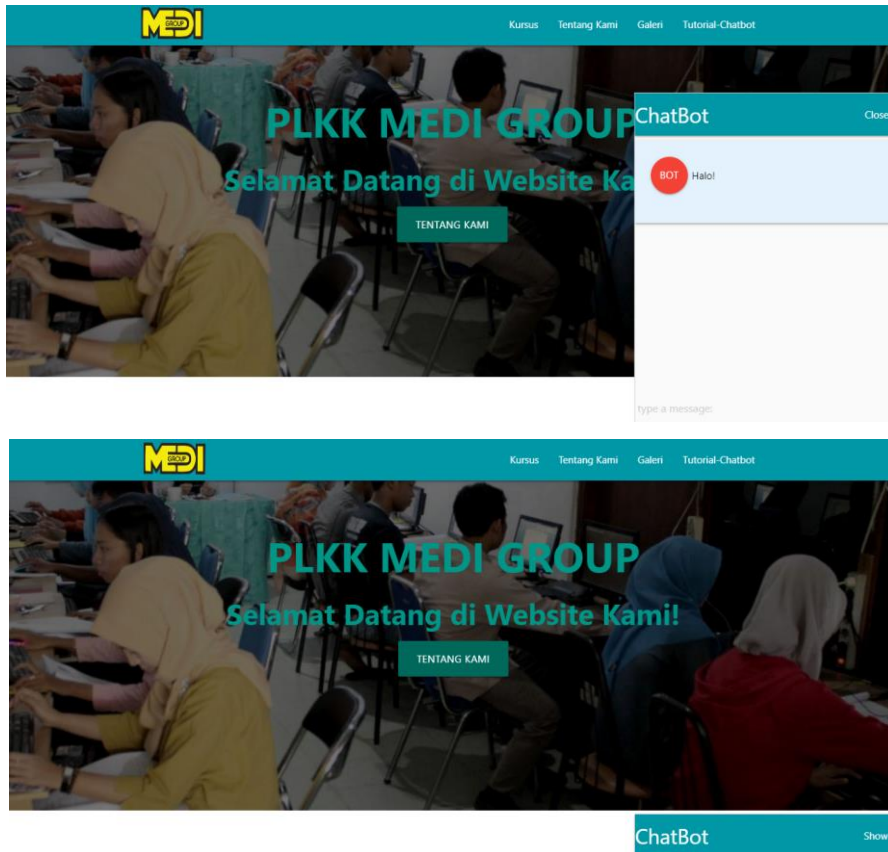 MEDI
GROUP
Kursus Tentang Kami Galeri Tutorial-Chatbot
PLKK MEDI GROUP
Selamat Datang di Website Ka
TENTANG KAMI
ChatBot Close
BOT Halo!
type a message:
MEDI
GROUP
Kursus Tentang Kami Galeri Tutorial-Chatbot
PLKK MEDI GROUP
Selamat Datang di Website Kami!
TENTANG KAMI
ChatBot Show